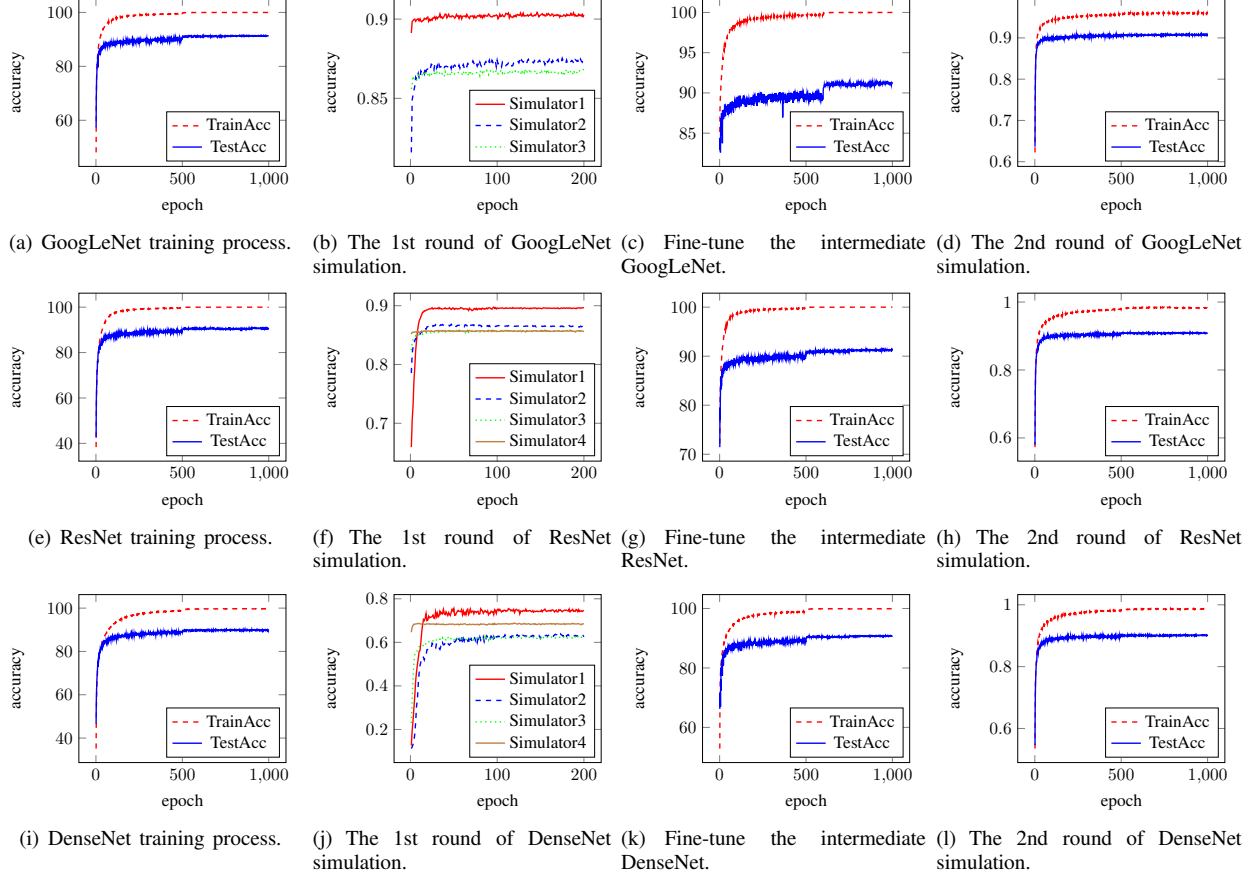 accuracy
100
80
60
TrainAcc
TestAcc
0 500 1,000
epoch
(a) GoogLeNet training process.
accuracy
0.9
0.85
Simulator1
Simulator2
Simulator3
0 100 200
epoch
(b) The 1st round of GoogLeNet
simulation.
accuracy
100
95
90
85
TrainAcc
TestAcc
0 500 1,000
epoch
(c) Fine-tune the intermediate
GoogLeNet.
accuracy
0.9
0.8
0.7
0.6
TrainAcc
TestAcc
0 500 1,000
epoch
(d) The 2nd round of GoogLeNet
simulation.
accuracy
100
80
60
40
TrainAcc
TestAcc
0 500 1,000
epoch
(e) ResNet training process.
accuracy
0.9
0.8
0.7
Simulator1
Simulator2
Simulator3
Simulator4
0 100 200
epoch
(f) The 1st round of ResNet
simulation.
accuracy
100
90
80
70
TrainAcc
TestAcc
0 500 1,000
epoch
(g) Fine-tune the intermediate
ResNet.
accuracy
1
0.8
0.6
TrainAcc
TestAcc
0 500 1,000
epoch
(h) The 2nd round of ResNet
simulation.
accuracy
100
80
60
40
TrainAcc
TestAcc
0 500 1,000
epoch
(i) DenseNet training process.
accuracy
0.8
0.6
0.4
0.2
Simulator1
Simulator2
Simulator3
Simulator4
0 100 200
epoch
(j) The 1st round of DenseNet
simulation.
accuracy
100
80
60
TrainAcc
TestAcc
0 500 1,000
epoch
(k) Fine-tune the intermediate
DenseNet.
accuracy
1
0.8
0.6
TrainAcc
TestAcc
0 500 1,000
epoch
(l) The 2nd round of DenseNet
simulation.